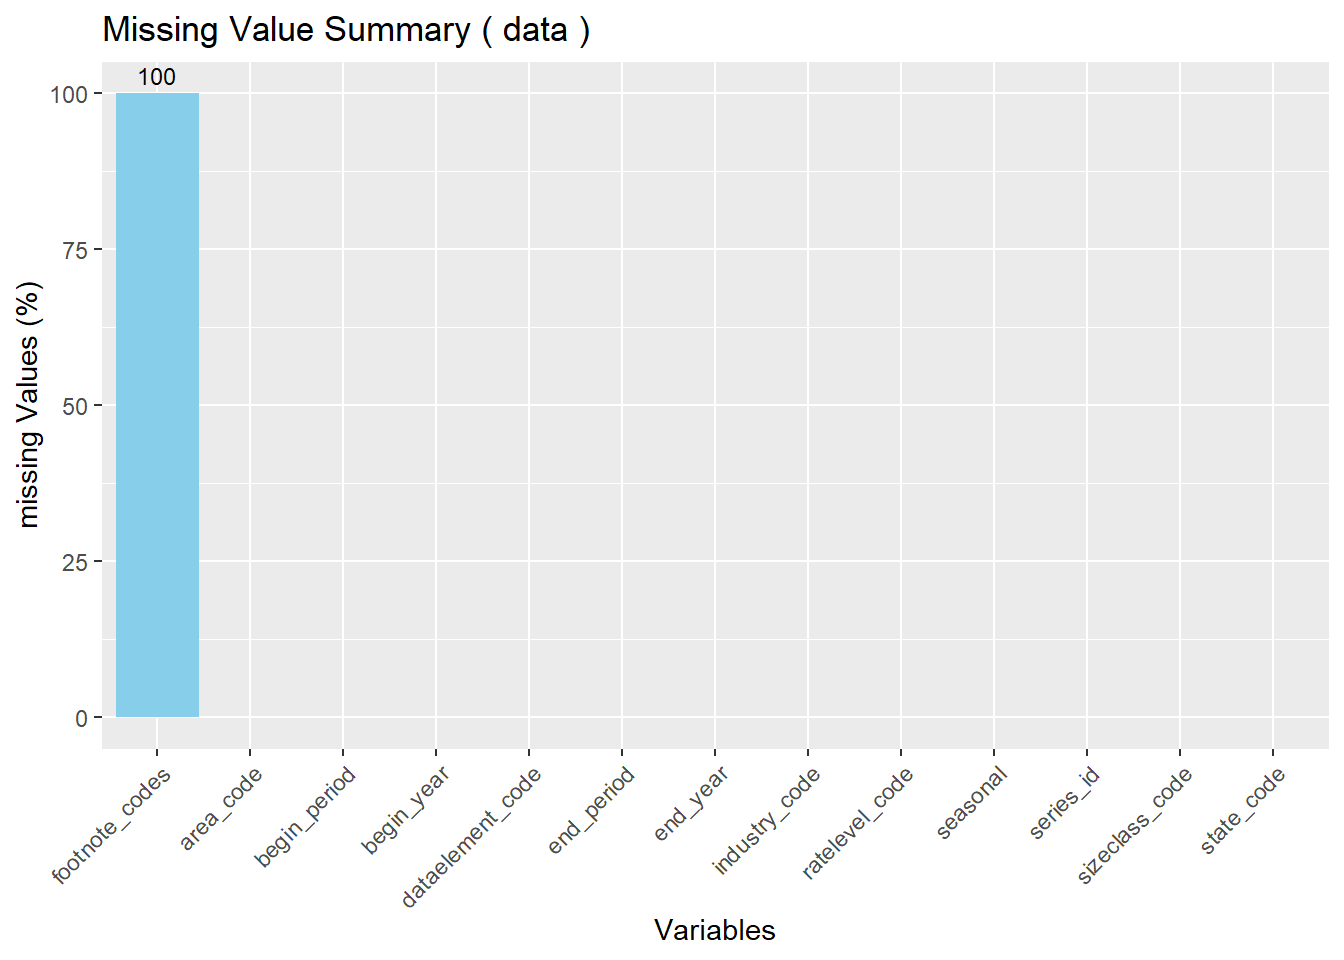 Missing Value Summary ( data )
100
missing Values (%)
100
75
50
25
0
footnote_codes
area_code
begin_period
begin_year
dataelement_code
end_period
end_year
industry_code
ratelevel_code
seasonal
series_id
sizeclass_code
state_code
Variables